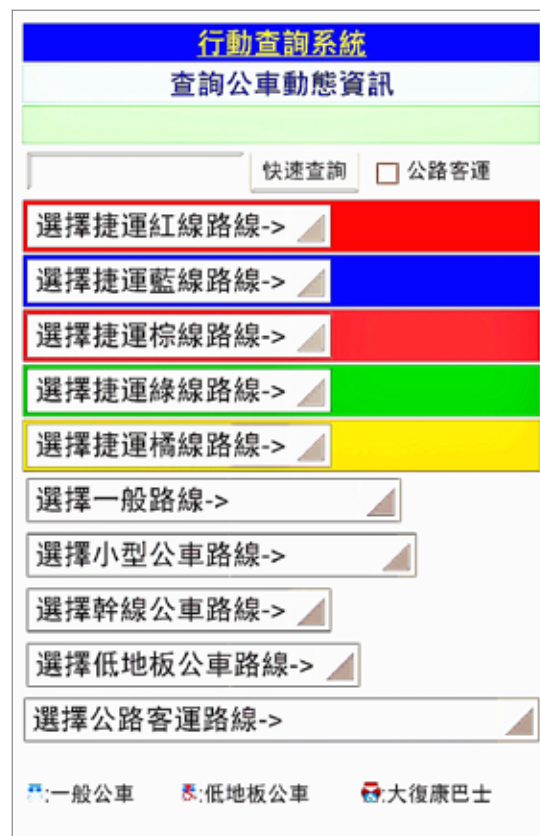 行動查詢系統
查詢公車動態資訊
快速查詢 公路客運
選擇捷運紅線路線->
選擇捷運藍線路線->
選擇捷運棕線路線->
選擇捷運綠線路線->
選擇捷運橘線路線->
選擇一般路線->
選擇小型公車路線->
選擇幹線公車路線->
選擇低地板公車路線->
選擇公路客運路線->
:一般公車 :低地板公車 :大復康巴士